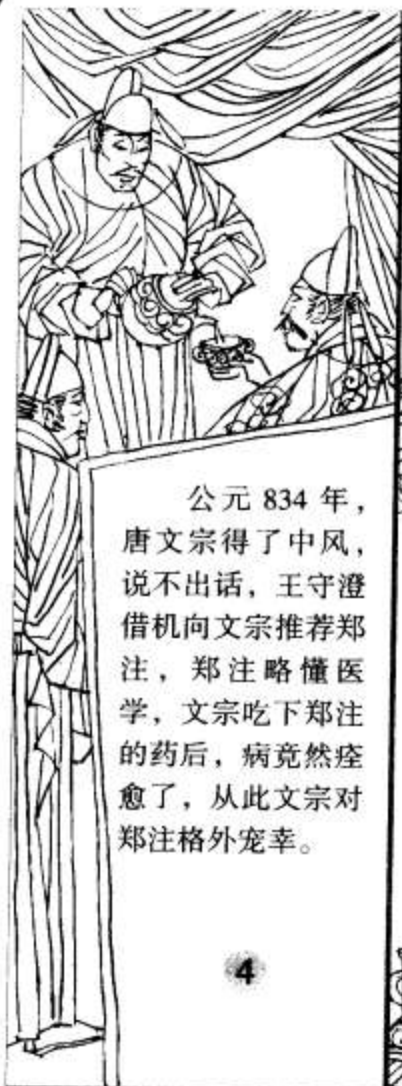 公元 834 年，
唐文宗得了中风，
说不出话，王守澄
借机向文宗推荐郑
注，郑注略懂医
学，文宗吃下郑注
的药后，病竟然痊
愈了，从此文宗对
郑注格外宠幸。
4